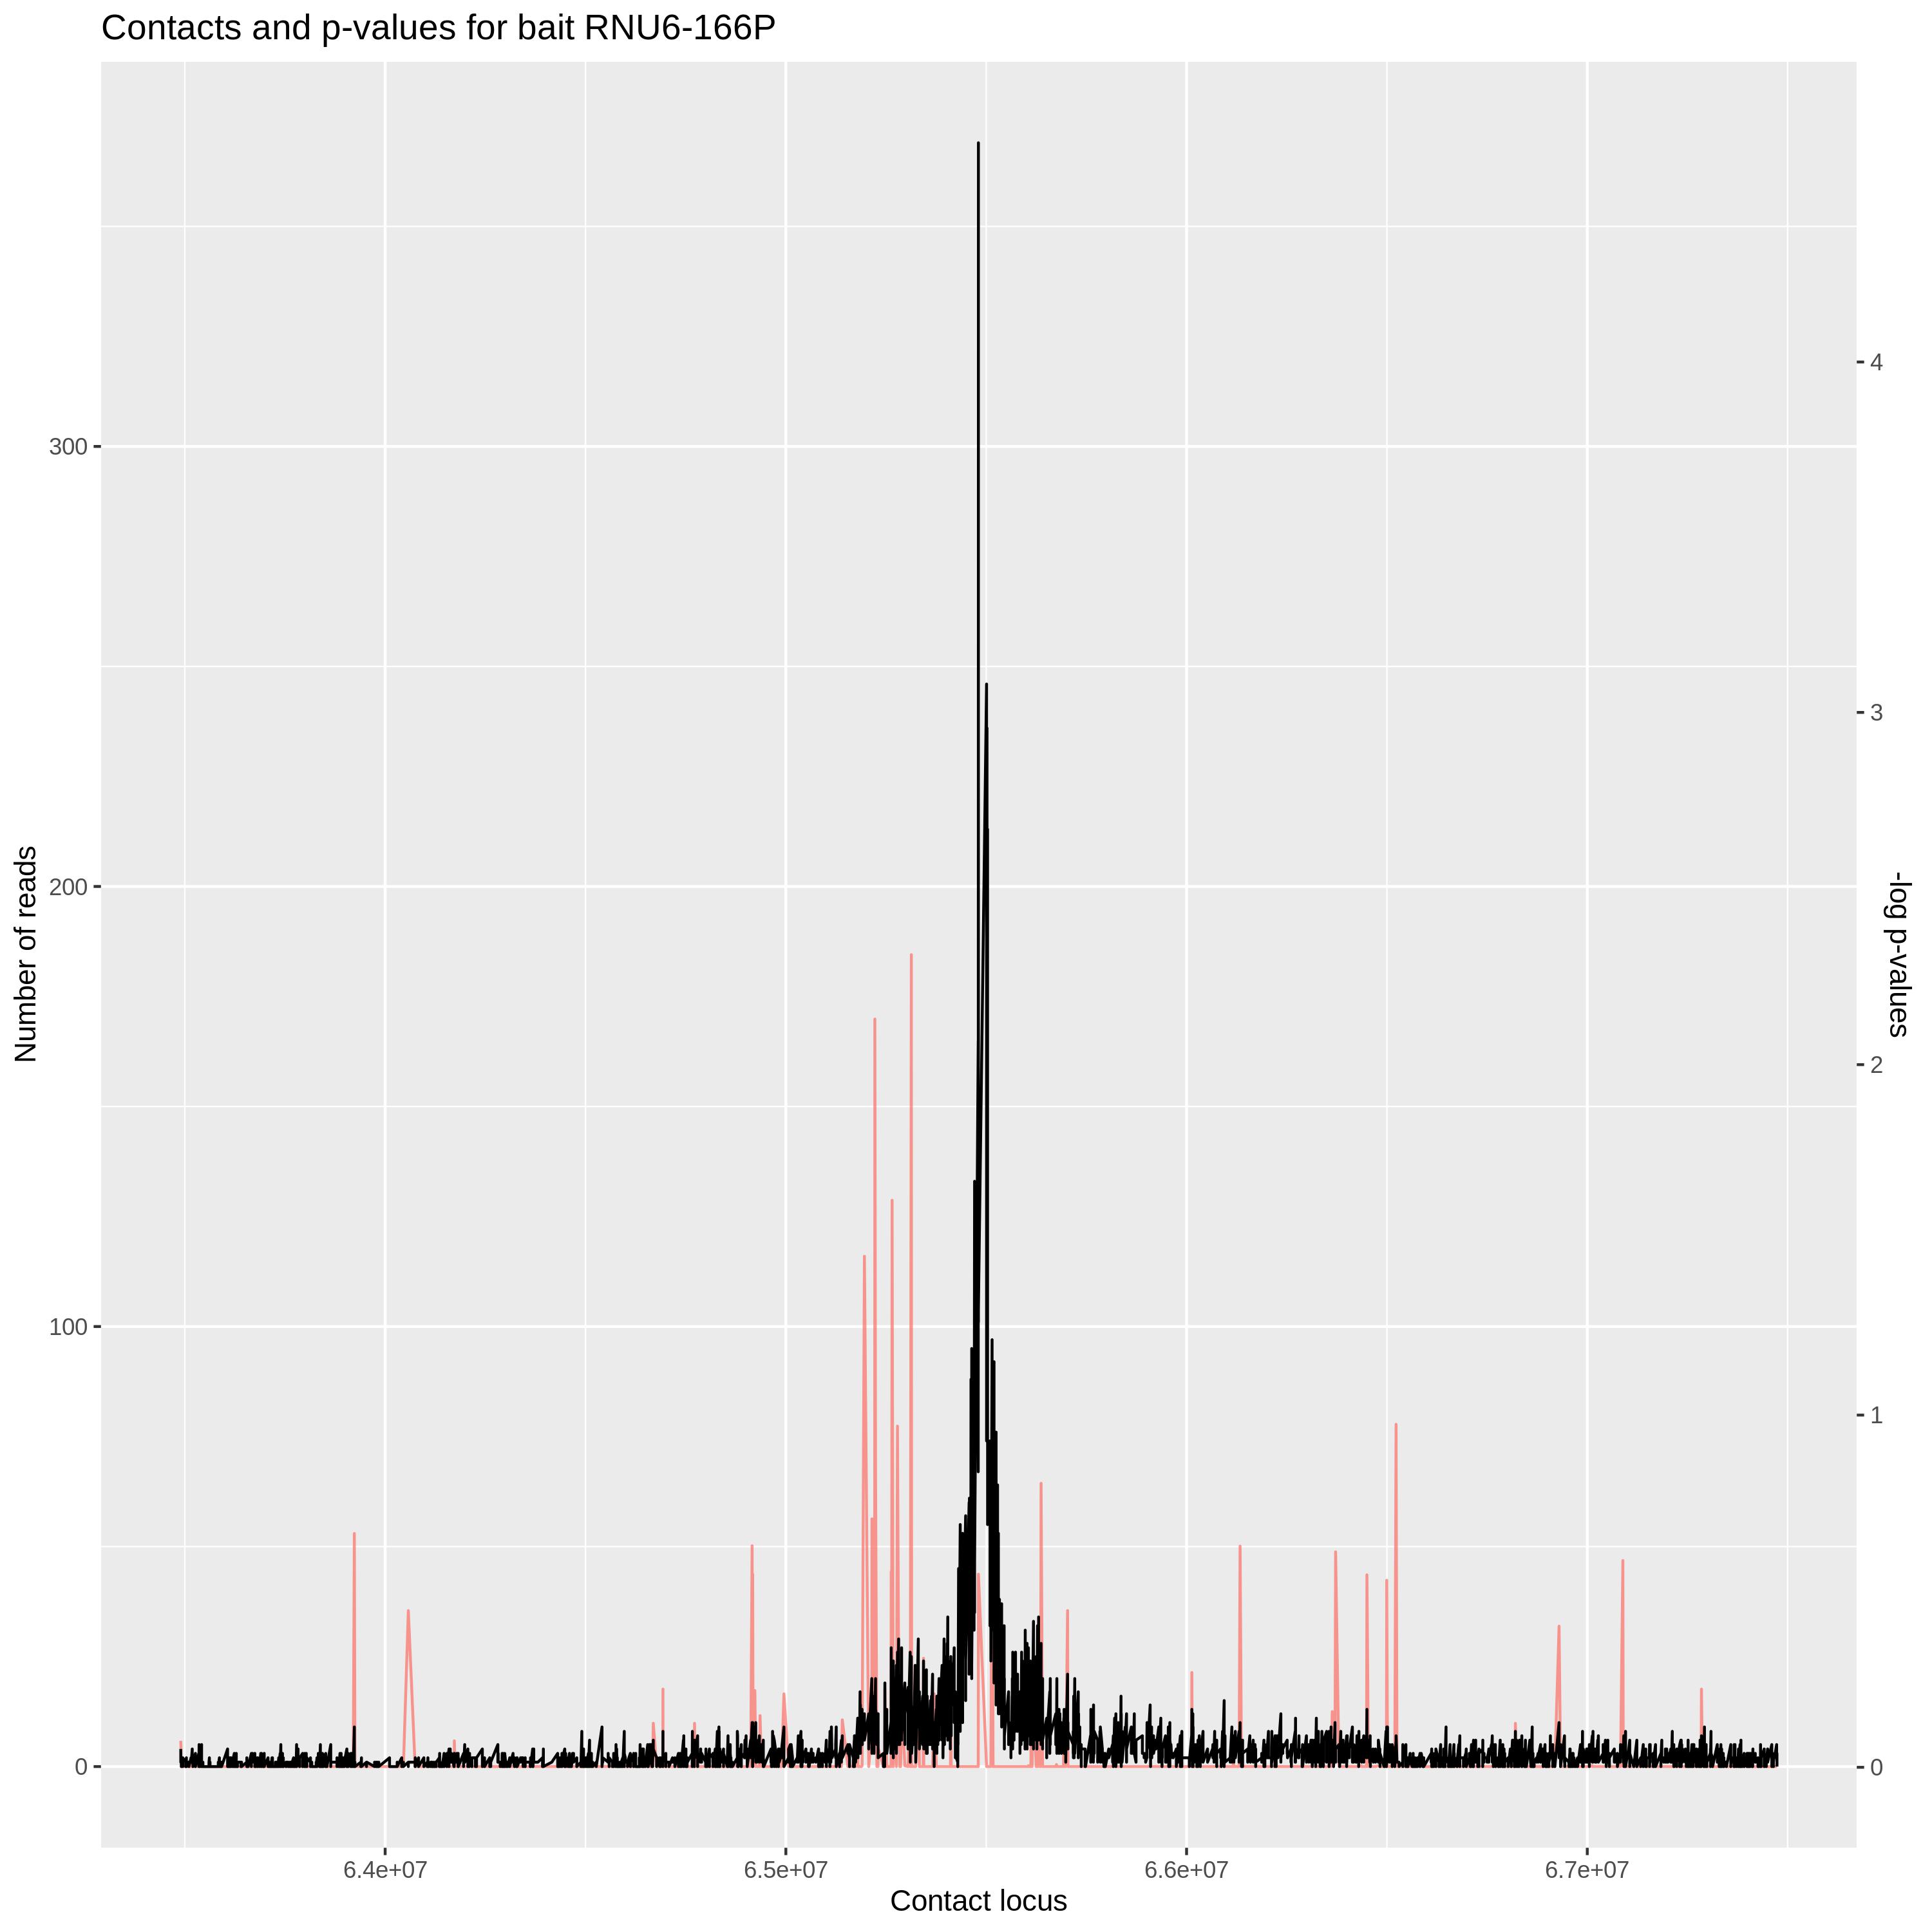 Contacts and p-values for bait RNU6-166P
4
300
3
200
Number of reads
-log p-values
2
100
1
0
0
6.4e+07
6.5e+07
6.6e+07
6.7e+07
Contact locus